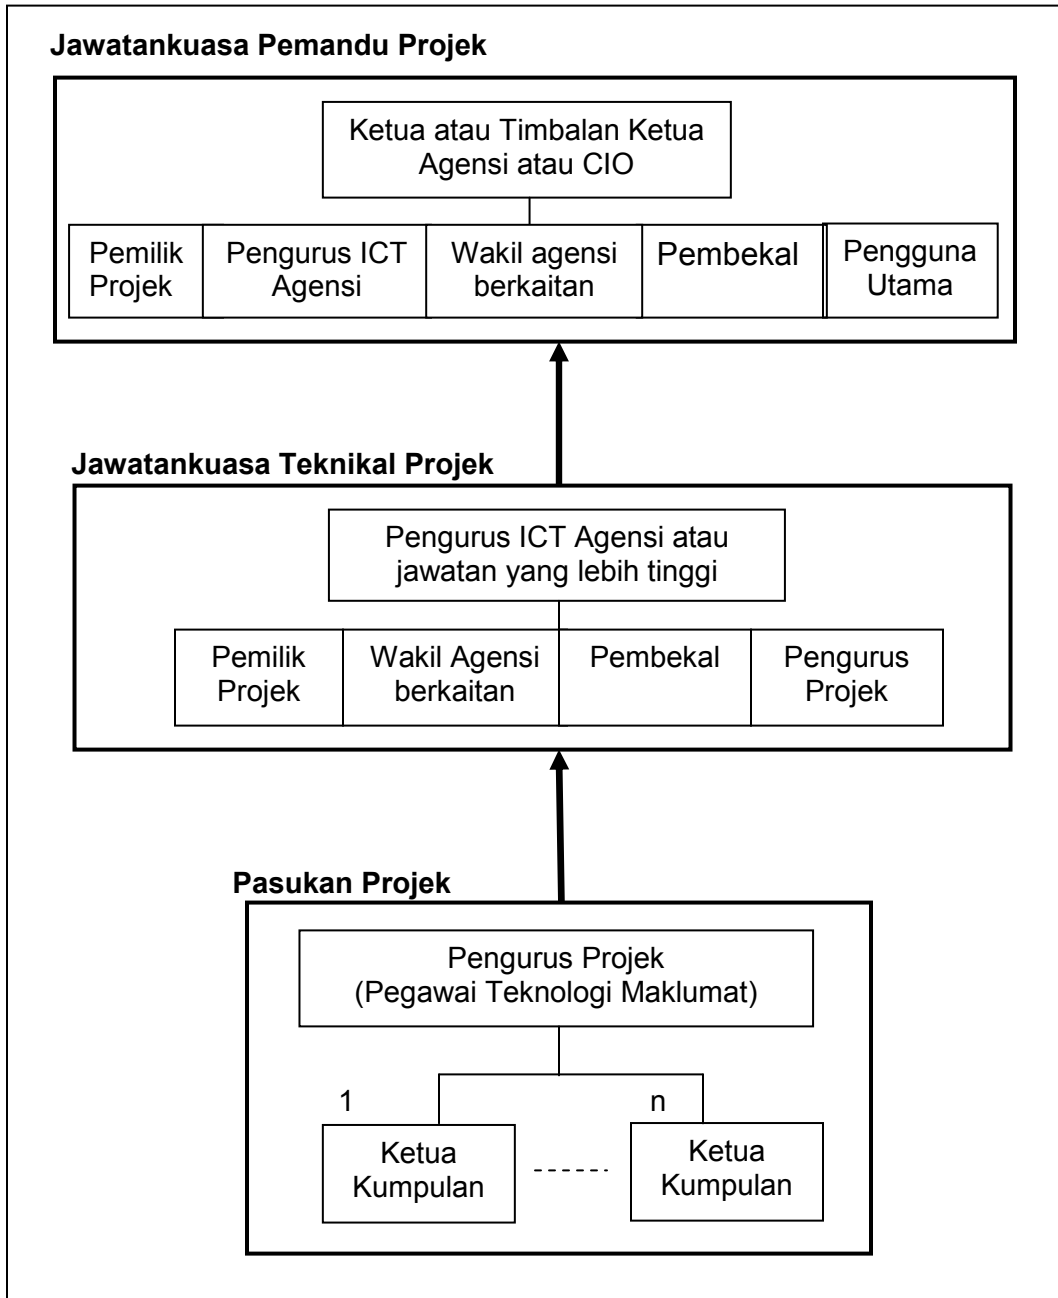 Jawatankuasa Pemandu Projek
Ketua atau Timbalan Ketua
Agensi atau CIO
Pemilik
Projek
Pengurus ICT
Agensi
Wakil agensi
berkaitan
Pembekal
Pengguna
Utama
Jawatankuasa Teknikal Projek
Pengurus ICT Agensi atau
jawatan yang lebih tinggi
Pemilik
Projek
Wakil Agensi
berkaitan
Pembekal
Pengurus
Projek
Pasukan Projek
Pengurus Projek
(Pegawai Teknologi Maklumat)
1
n
Ketua
Kumpulan
Ketua
Kumpulan